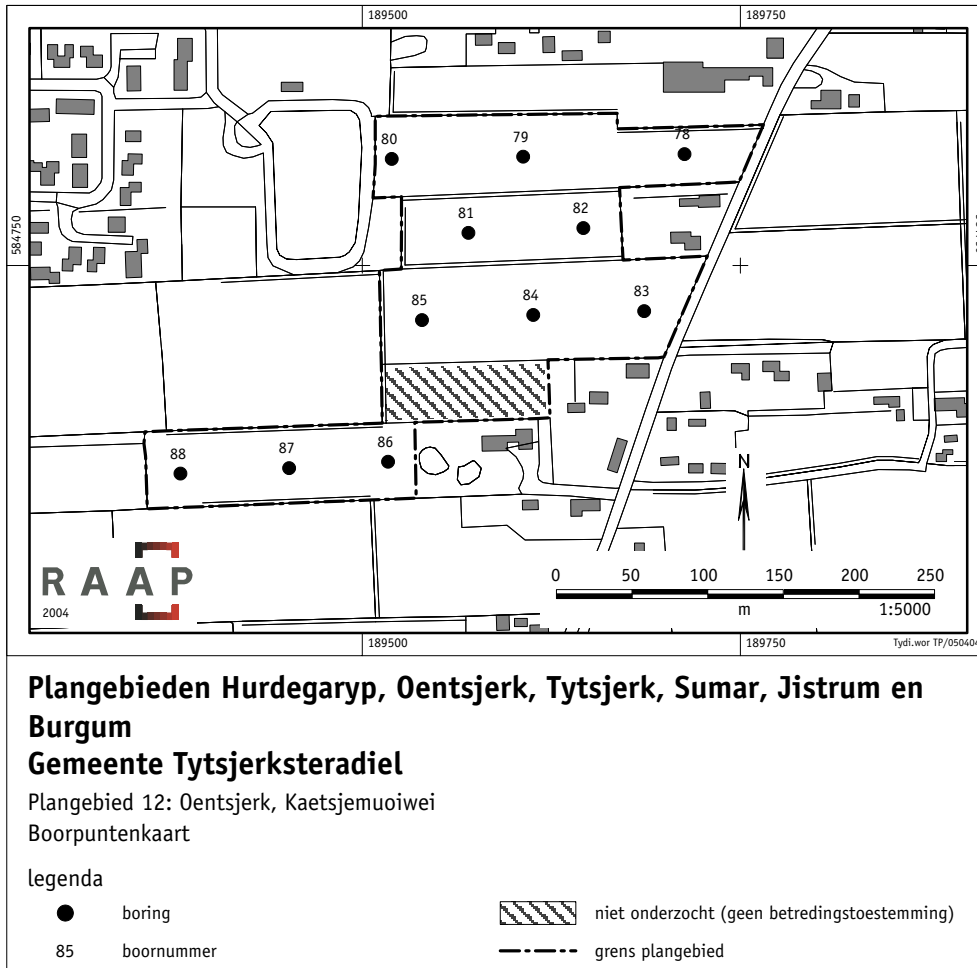 189500 189750
80 79 78
81 82
584750
85 84 83
86
87
88
N
RAAP
2004
0 50 100 150 200 250
m 1:5000
189500 189750
Tydi.wor TP/050404
Plangebieden Hurdegaryp, Oentsjerk, Tytsjerk, Sumar, Jistrum en
Burgum
Gemeente Tytsjerksteradiel
Plangebied 12: Oentsjerk, Kaetsjemuoiwei
Boorpuntenkaart
legenda
boring niet onderzocht (geen betredingstoestemming)
85 boornummer grens plangebied